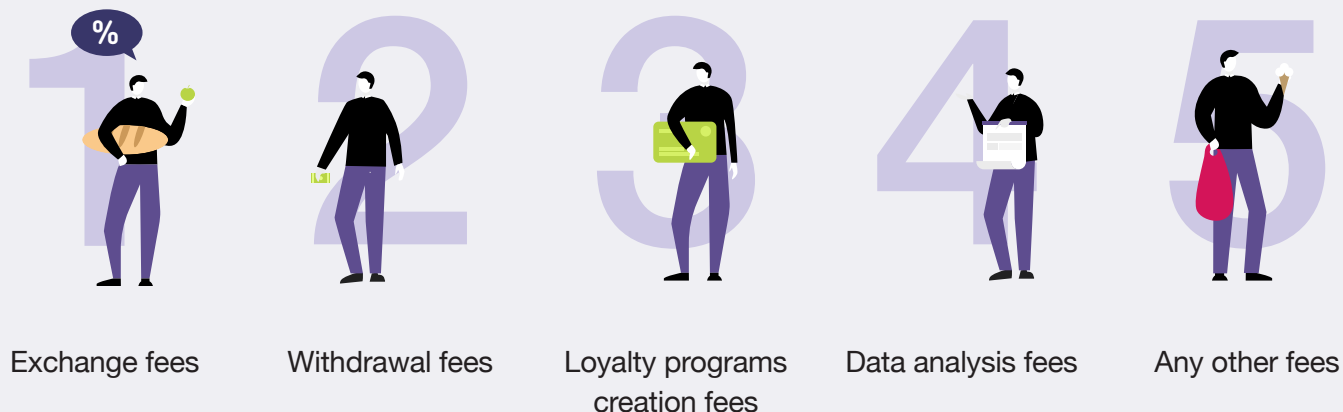 %
1
2
3
4
5
Exchange fees
Withdrawal fees
Loyalty programs
creation fees
Data analysis fees
Any other fees